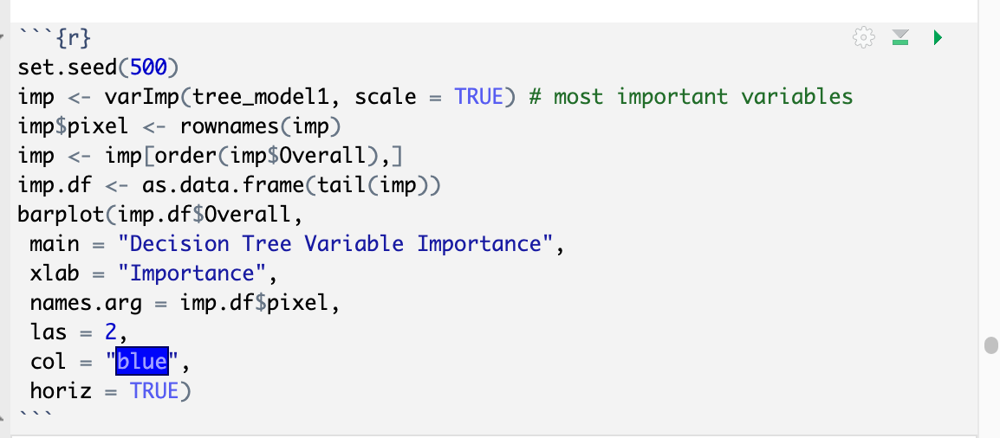 ```{r}
set.seed(500)
imp <- varImp(tree_model1, scale = TRUE) # most important variables
imp$pixel <- rownames(imp)
imp <- imp[order(imp$Overall),]
imp.df <- as.data.frame(tail(imp))
barplot(imp.df$Overall,
 main = "Decision Tree Variable Importance",
 xlab = "Importance",
 names.arg = imp.df$pixel,
 las = 2,
 col = "blue",
 horiz = TRUE)
```